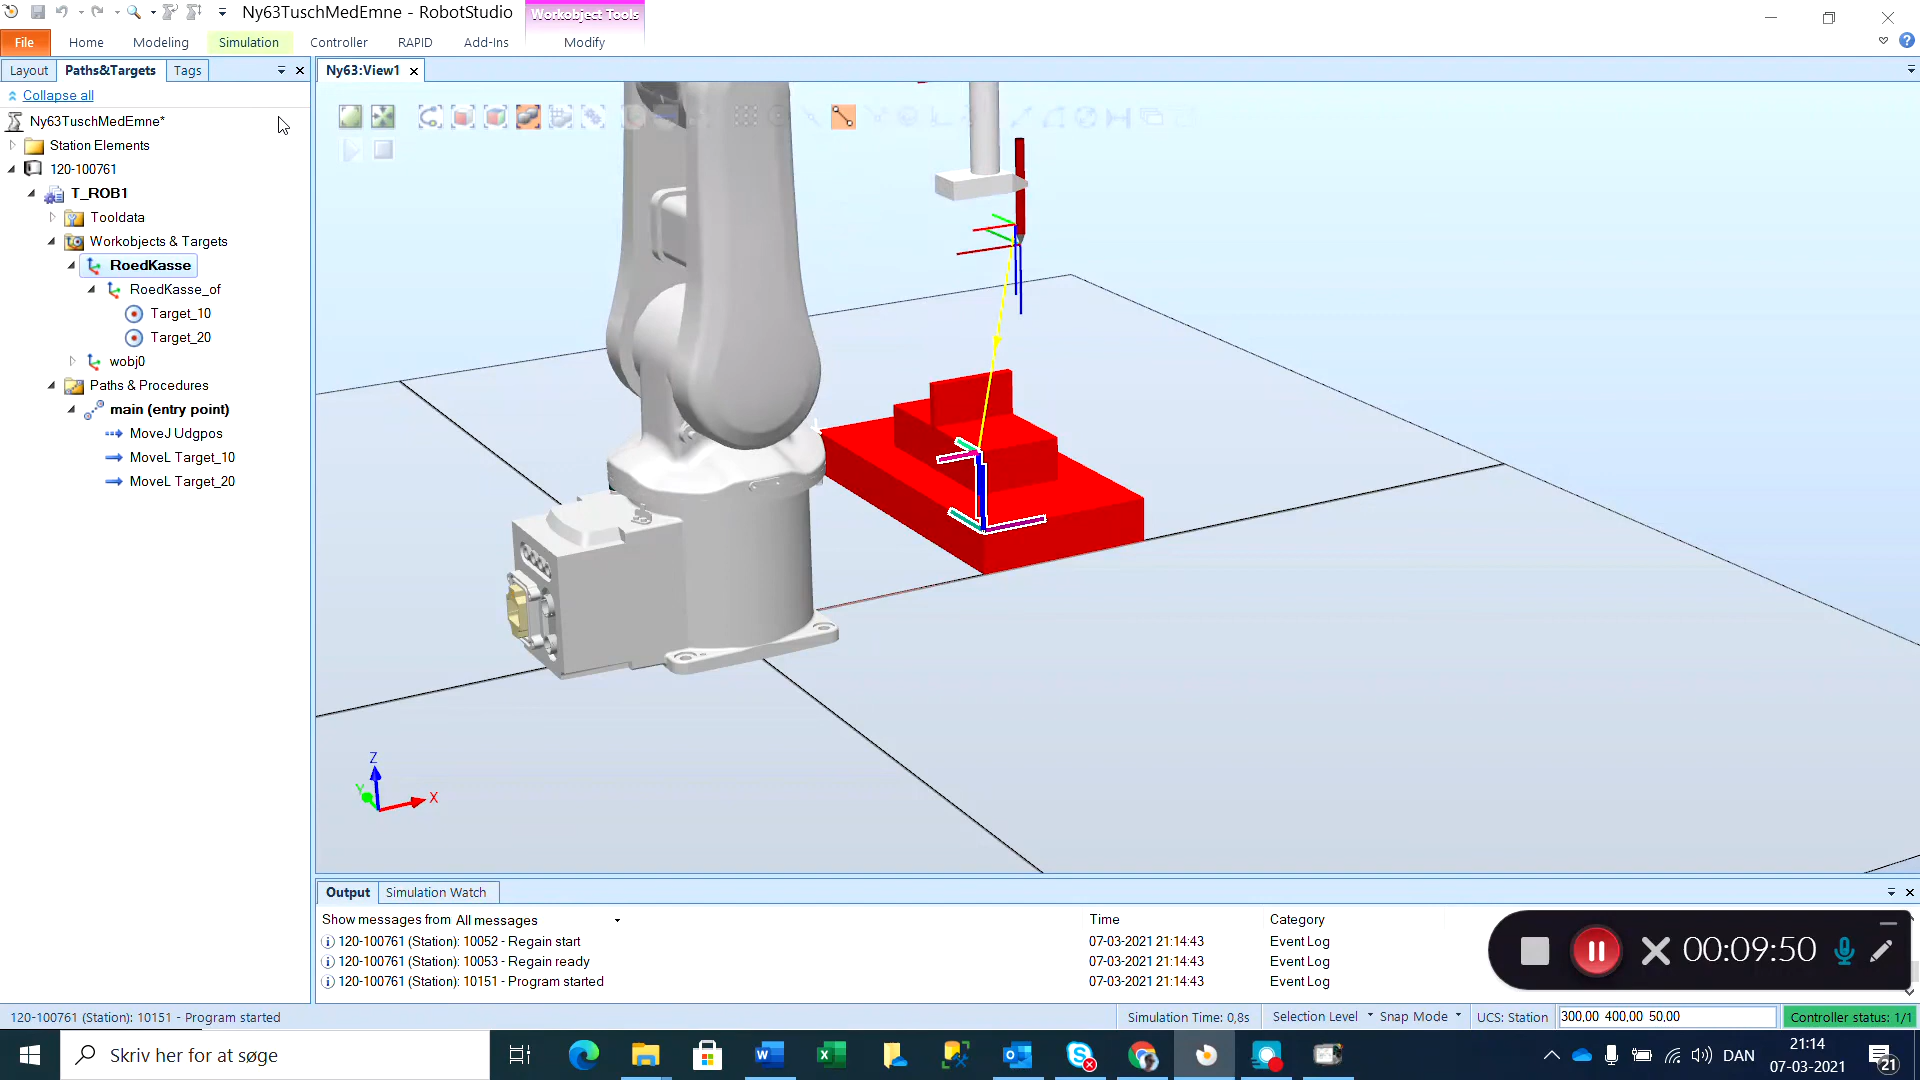 Ny63TuschMedEmne - RobotStudio
Workobject Tools
File Home Modeling Simulation Controller RAPID Add-Ins Modify
Layout Paths&Targets Tags
Ny63:View1
Collapse all
Ny63TuschMedEmne*
Station Elements
120-100761
T_ROB1
Tooldata
Workobjects & Targets
RoedKasse
RoedKasse_of
Target_10
Target_20
wobj0
Paths & Procedures
main (entry point)
MoveJ Udgpos
MoveL Target_10
MoveL Target_20
Z
Y
X
Output Simulation Watch
Show messages from All messages Time Category
120-100761 (Station): 10052 - Regain start 07-03-2021 21:14:43 Event Log
120-100761 (Station): 10053 - Regain ready 07-03-2021 21:14:43 Event Log
120-100761 (Station): 10151 - Program started 07-03-2021 21:14:43 Event Log
00:09:50
120-100761 (Station): 10151 - Program started Simulation Time: 0,8s Selection Level Snap Mode UCS: Station 300,00 400,00 50,00 Controller status: 1/1
Skriv her for at søge
DAN
21:14
07-03-2021
21